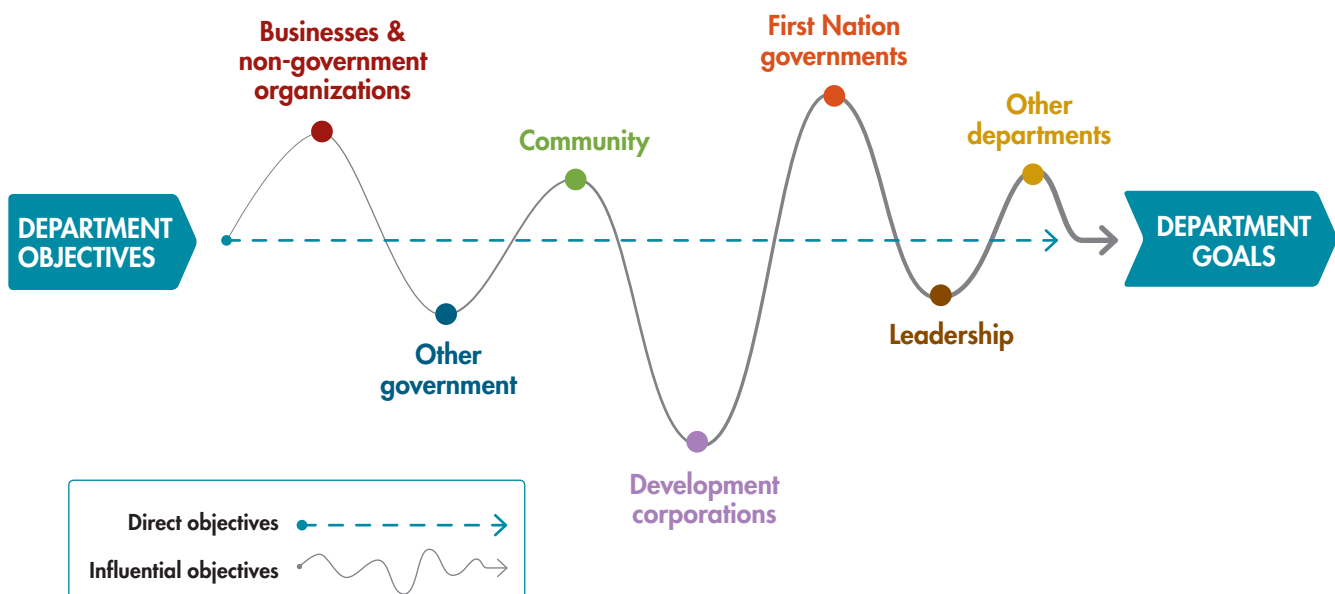 Businesses &
non-government
organizations
First Nation
governments
Other
departments
Community
DEPARTMENT
OBJECTIVES
DEPARTMENT
GOALS
Other
government
Leadership
Development
corporations
Direct objectives
Influential objectives